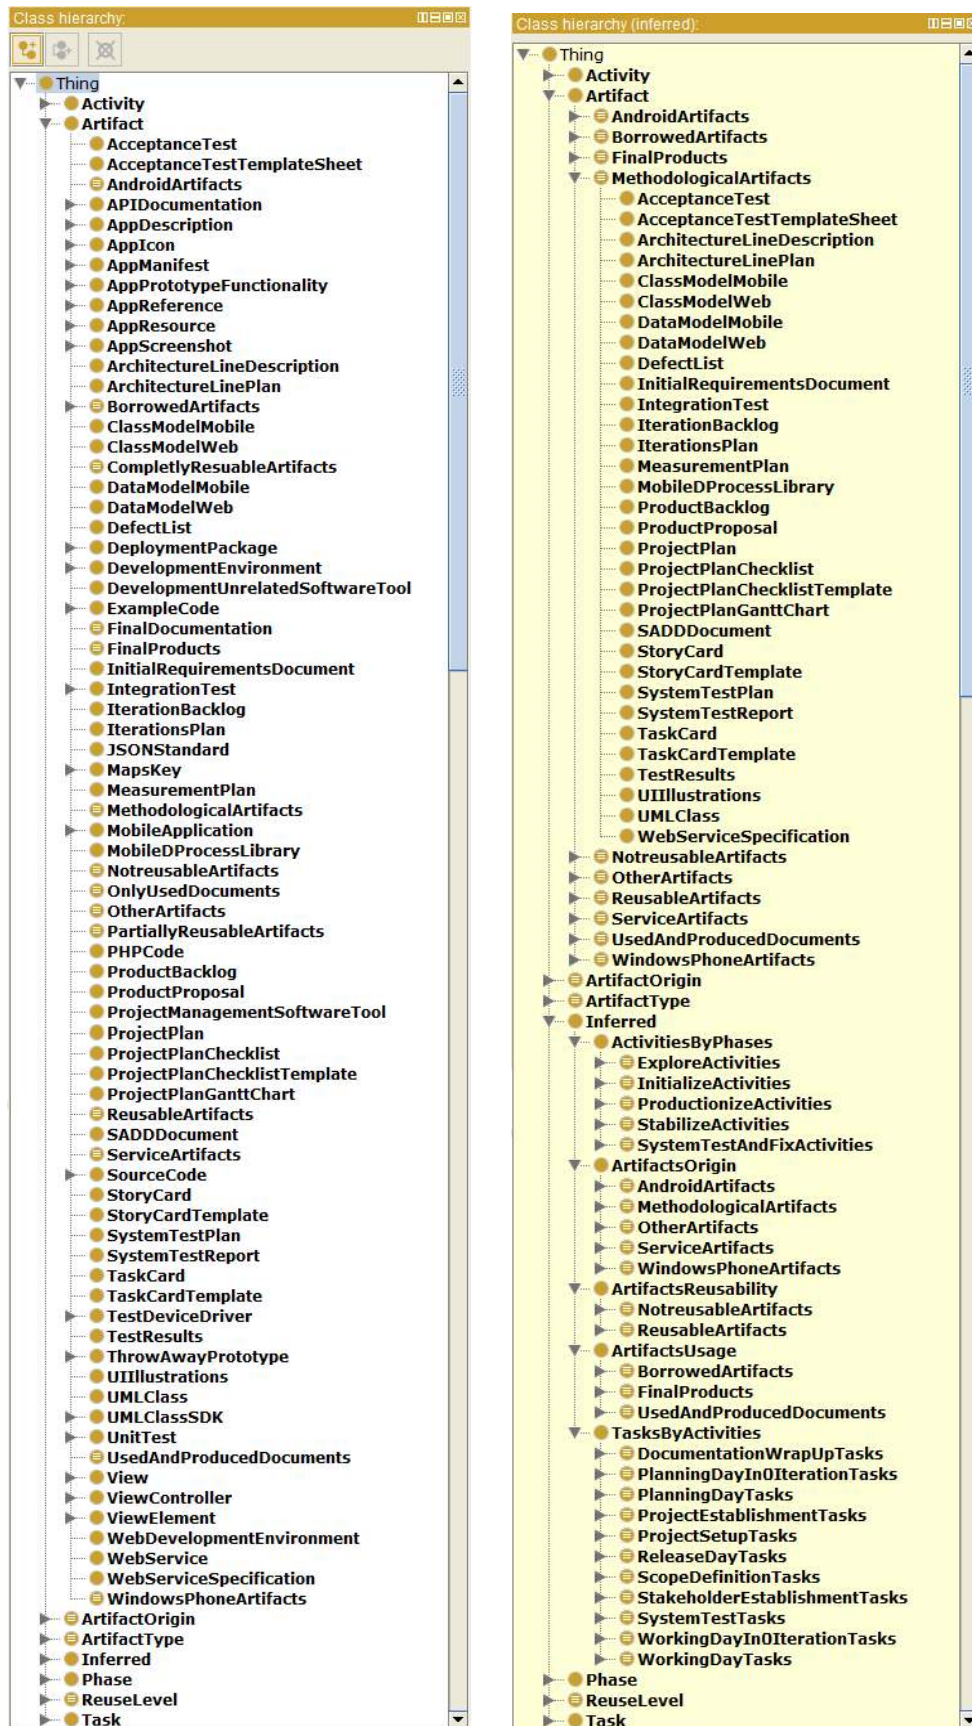 Class hierarchy:
Thing
Activity
Artifact
AcceptanceTest
AcceptanceTestTemplateSheet
AndroidArtifacts
APIDocumentation
AppDescription
AppIcon
AppManifest
AppPrototypeFunctionality
AppReference
AppResource
AppScreenshot
ArchitectureLineDescription
ArchitectureLinePlan
BorrowedArtifacts
ClassModelMobile
ClassModelWeb
CompletlyResuableArtifacts
DataModelMobile
DataModelWeb
DefectList
DeploymentPackage
DevelopmentEnvironment
DevelopmentUnrelatedSoftwareTool
ExampleCode
FinalDocumentation
FinalProducts
InitialRequirementsDocument
IntegrationTest
IterationBacklog
IterationsPlan
JSONStandard
MapsKey
MeasurementPlan
MethodologicalArtifacts
MobileApplication
MobileDProcessLibrary
NotreusableArtifacts
OnlyUsedDocuments
OtherArtifacts
PartiallyReusableArtifacts
PHPCode
ProductBacklog
ProductProposal
ProjectManagementSoftwareTool
ProjectPlan
ProjectPlanChecklist
ProjectPlanChecklistTemplate
ProjectPlanGanttChart
ReusableArtifacts
SADDDocument
ServiceArtifacts
SourceCode
StoryCard
StoryCardTemplate
SystemTestPlan
SystemTestReport
TaskCard
TaskCardTemplate
TestDeviceDriver
TestResults
ThrowAwayPrototype
UIIllustrations
UMLClass
UMLClassSDK
UnitTest
UsedAndProducedDocuments
View
ViewController
ViewElement
WebDevelopmentEnvironment
WebService
WebServiceSpecification
WindowsPhoneArtifacts
ArtifactOrigin
ArtifactType
Inferred
Phase
ReuseLevel
Task
Class hierarchy (inferred):
Thing
Activity
Artifact
AndroidArtifacts
BorrowedArtifacts
FinalProducts
MethodologicalArtifacts
AcceptanceTest
AcceptanceTestTemplateSheet
ArchitectureLineDescription
ArchitectureLinePlan
ClassModelMobile
ClassModelWeb
DataModelMobile
DataModelWeb
DefectList
InitialRequirementsDocument
IntegrationTest
IterationBacklog
IterationsPlan
MeasurementPlan
MobileDProcessLibrary
ProductBacklog
ProductProposal
ProjectPlan
ProjectPlanChecklist
ProjectPlanChecklistTemplate
ProjectPlanGanttChart
SADDDocument
StoryCard
StoryCardTemplate
SystemTestPlan
SystemTestReport
TaskCard
TaskCardTemplate
TestResults
UIIllustrations
UMLClass
WebServiceSpecification
NotreusableArtifacts
OtherArtifacts
ReusableArtifacts
ServiceArtifacts
UsedAndProducedDocuments
WindowsPhoneArtifacts
ArtifactOrigin
ArtifactType
Inferred
ActivitiesByPhases
ExploreActivities
InitializeActivities
ProductionizeActivities
StabilizeActivities
SystemTestAndFixActivities
ArtifactsOrigin
AndroidArtifacts
MethodologicalArtifacts
OtherArtifacts
ServiceArtifacts
WindowsPhoneArtifacts
ArtifactsReusability
NotreusableArtifacts
ReusableArtifacts
ArtifactsUsage
BorrowedArtifacts
FinalProducts
UsedAndProducedDocuments
TasksByActivities
DocumentationWrapUpTasks
PlanningDayIn0IterationTasks
PlanningDayTasks
ProjectEstablishmentTasks
ProjectSetupTasks
ReleaseDayTasks
ScopeDefinitionTasks
StakeholderEstablishmentTasks
SystemTestTasks
WorkingDayIn0IterationTasks
WorkingDayTasks
Phase
ReuseLevel
Task